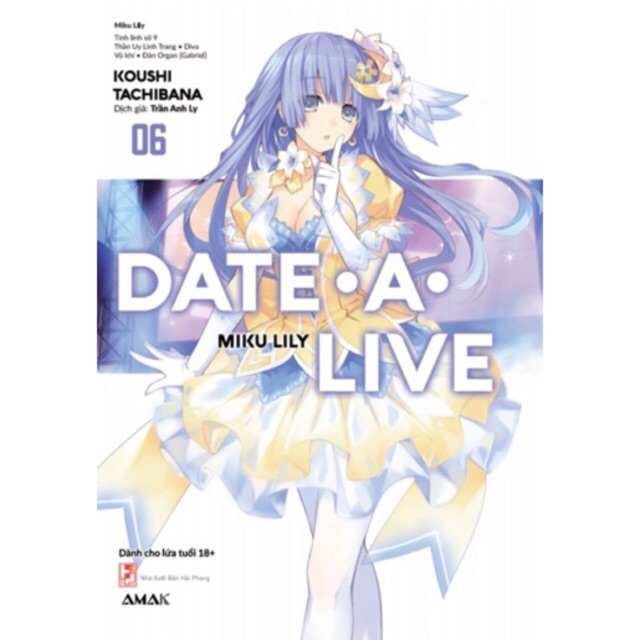 Miku Lily
Tinh linh số 9
Thần Uy Linh Trang • Diva
Vũ khí • Đàn Organ [Gabriel]
KOUSHI
TACHIBANA
Dịch giả: Trần Anh Ly
06
DATE • A •
MIKU LILY
LIVE
Dành cho lứa tuổi 18+
Nhà Xuất Bản Hải Phòng
AMAK